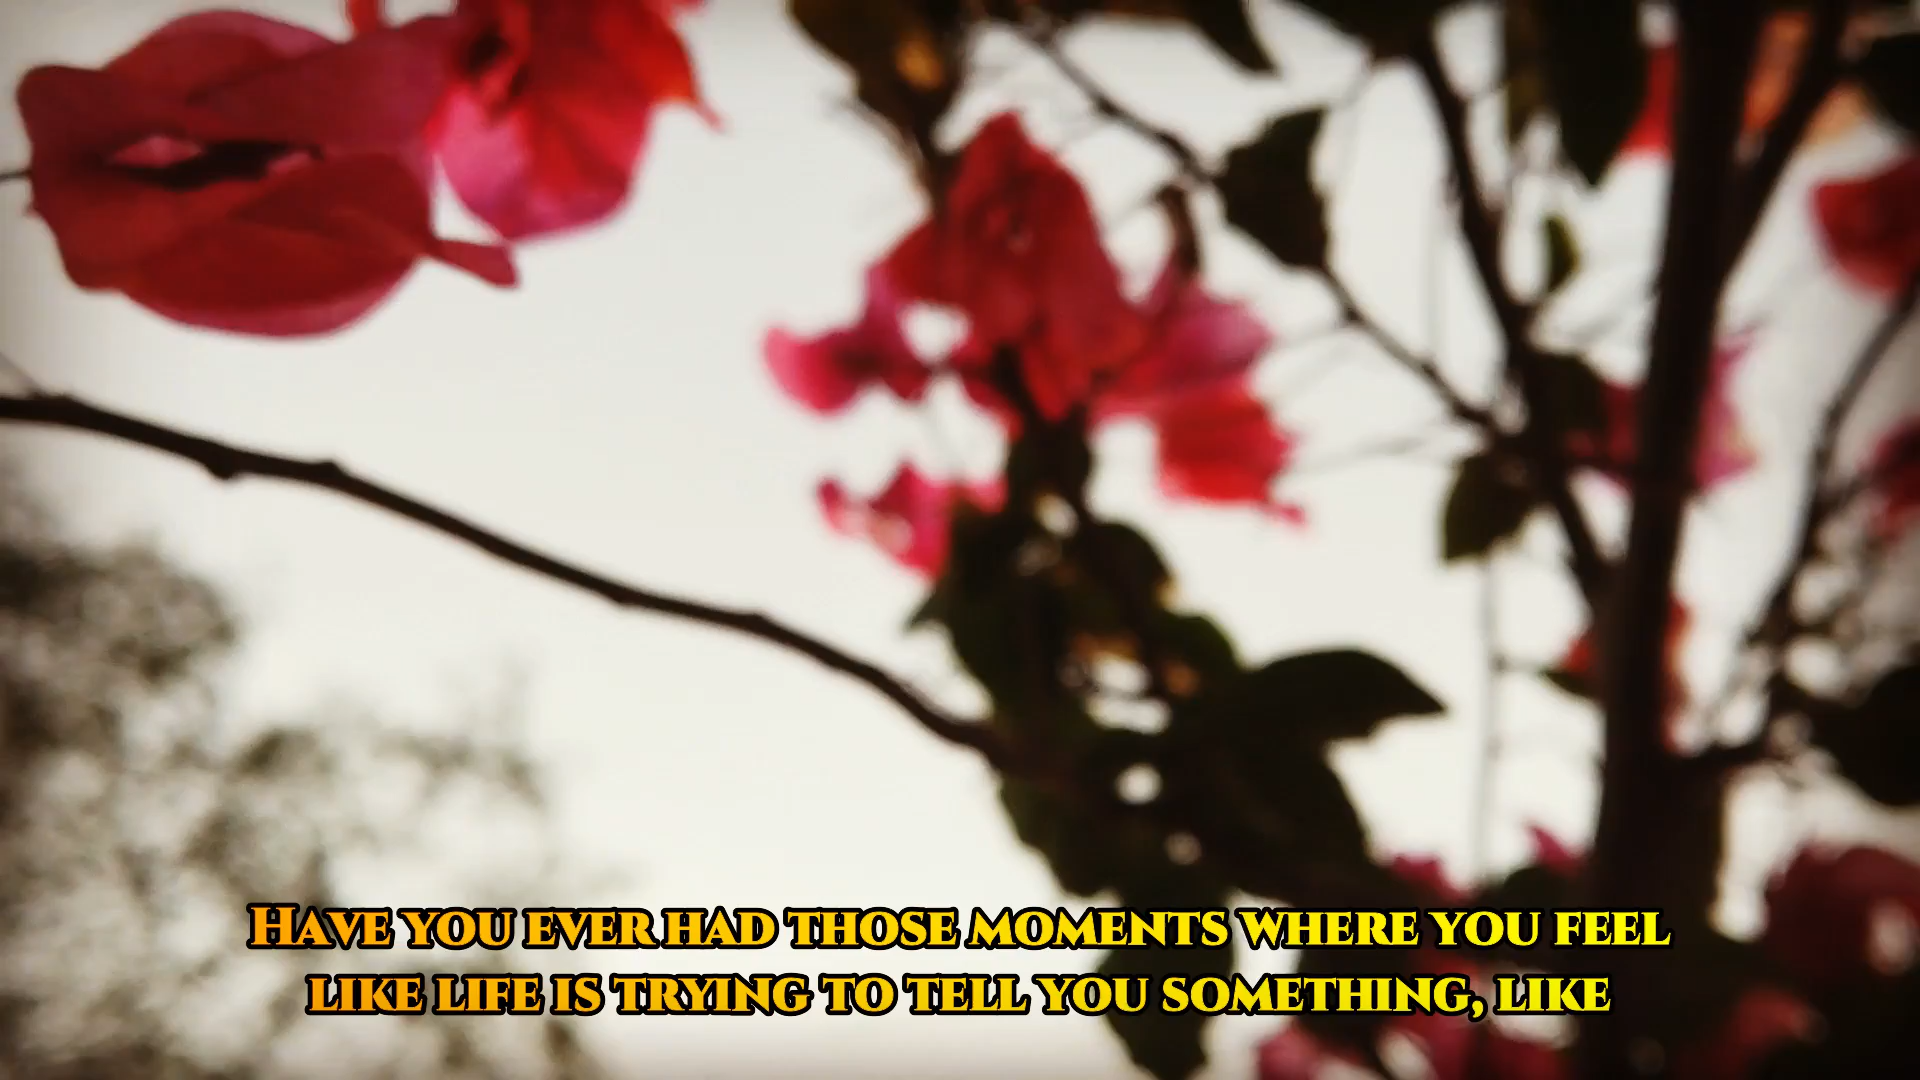 Have you ever had those moments where you feel
like life is trying to tell you something, like